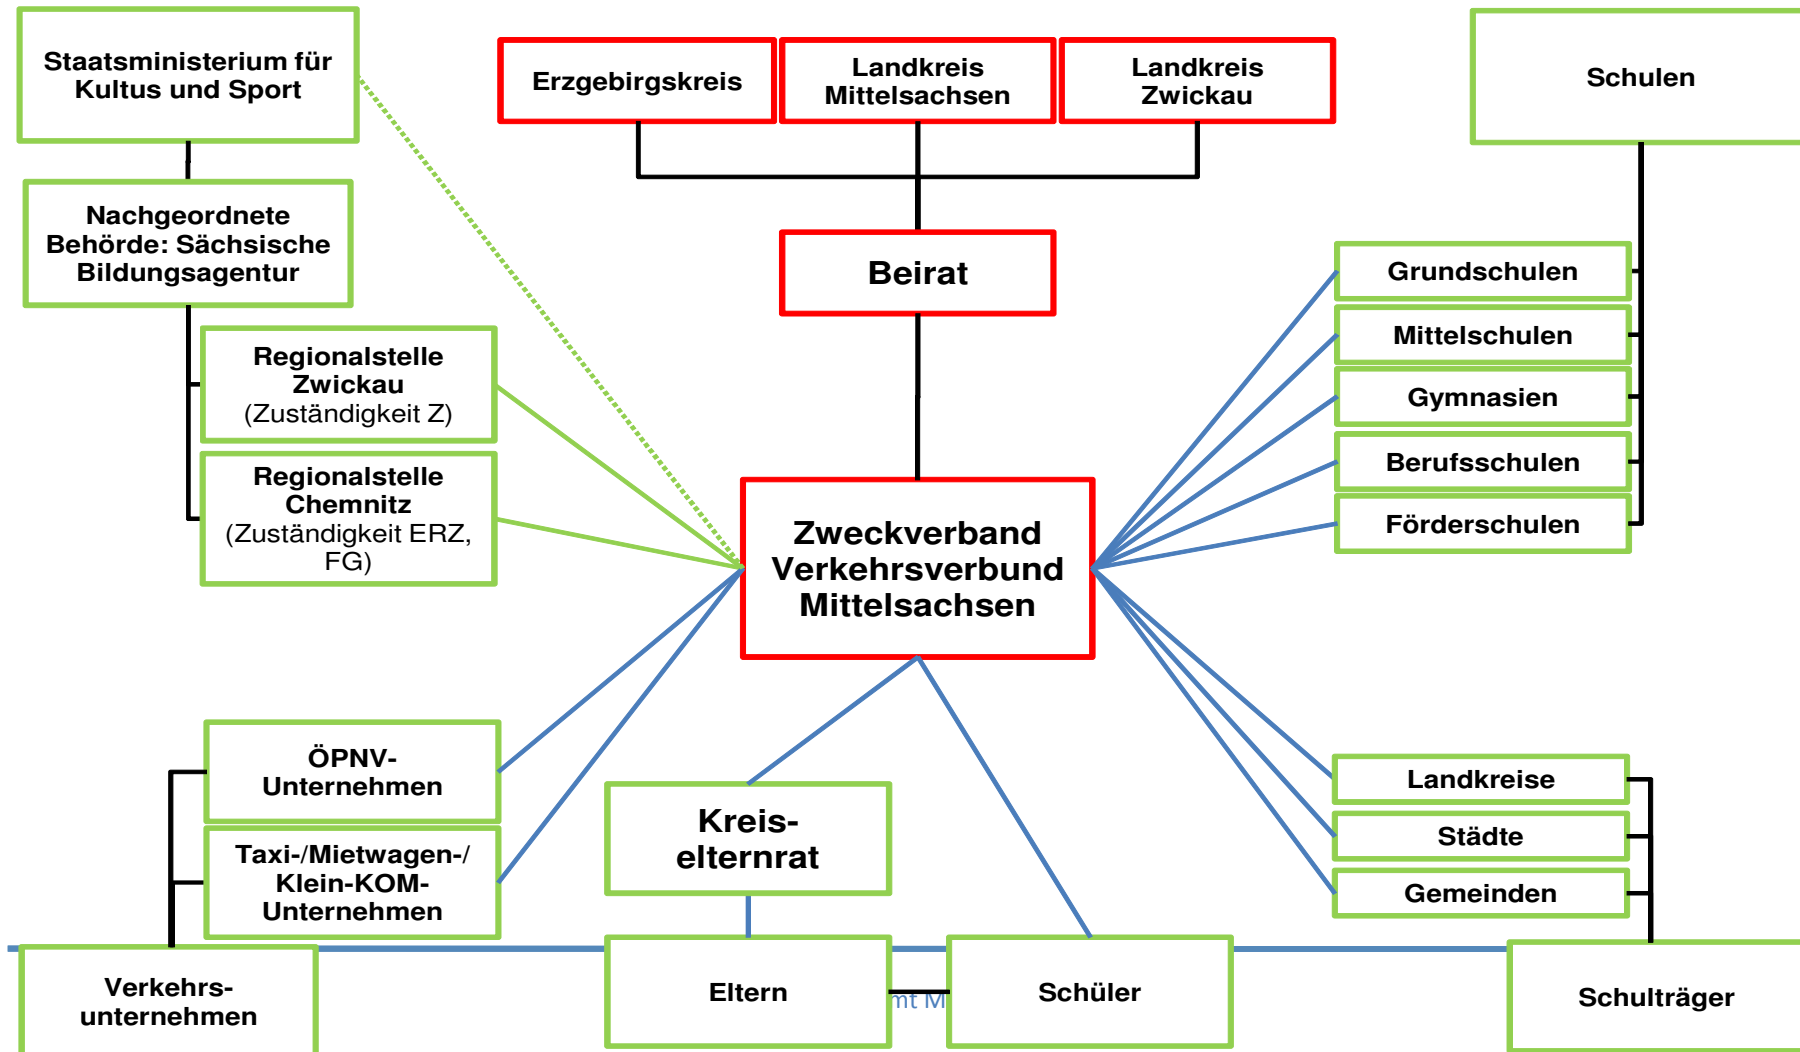 Staatsministerium für
Kultus und Sport
Erzgebirgskreis
Landkreis
Mittelsachsen
Landkreis
Zwickau
Schulen
Nachgeordnete
Behörde: Sächsische
Bildungsagentur
Beirat
Regionalstelle
Zwickau
(Zuständigkeit Z)
Regionalstelle
Chemnitz
(Zuständigkeit ERZ,
FG)
Grundschulen
Mittelschulen
Gymnasien
Berufsschulen
Förderschulen
Zweckverband
Verkehrsverbund
Mittelsachsen
ÖPNV-
Unternehmen
Taxi-/Mietwagen-/
Klein-KOM-
Unternehmen
Verkehrs-
unternehmen
Kreis-
elternrat
Eltern
Schüler
Landkreise
Städte
Gemeinden
Schulträger